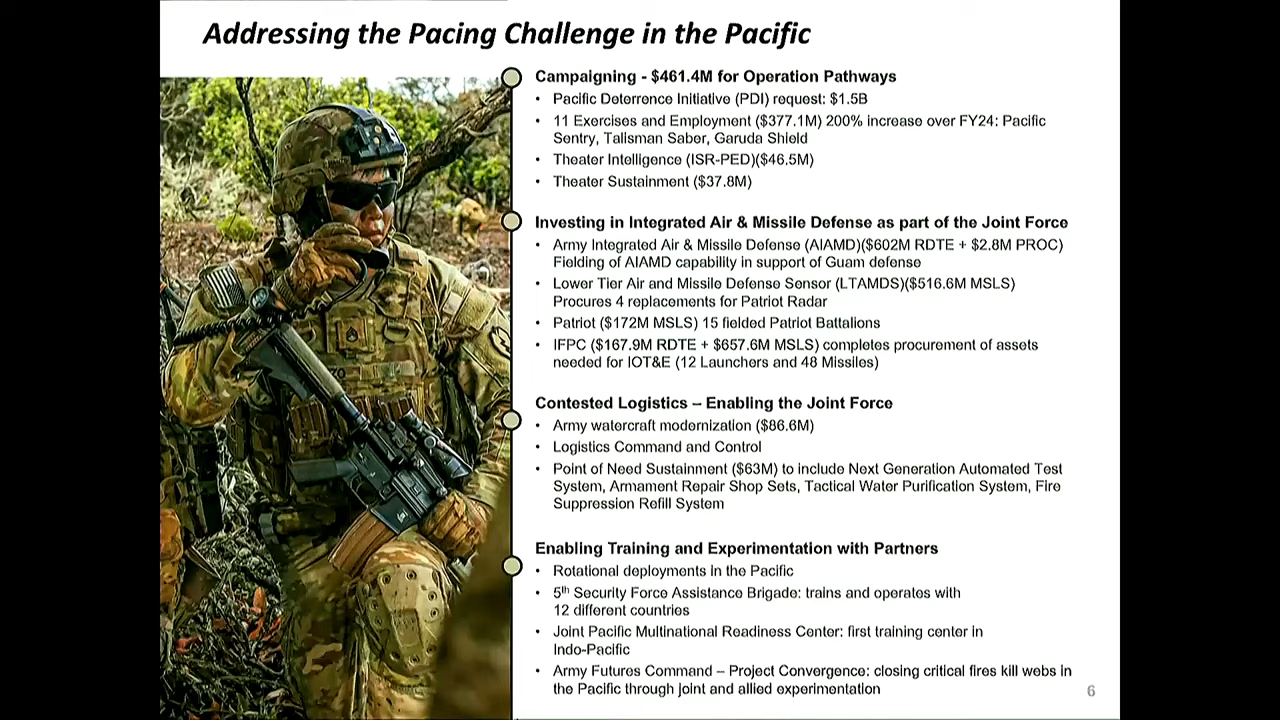 Addressing the Pacing Challenge in the Pacific
Campaigning - $461.4M for Operation Pathways
• Pacific Deterrence Initiative (PDI) request: $1.5B
• 11 Exercises and Employment ($377.1M) 200% increase over FY24: Pacific
Sentry, Talisman Saber, Garuda Shield
• Theater Intelligence (ISR-PED)($46.5M)
• Theater Sustainment ($37.8M)
Investing in Integrated Air & Missile Defense as part of the Joint Force
• Army Integrated Air & Missile Defense (AIAMD)($602M RDTE + $2.8M PROC)
Fielding of AIAMD capability in support of Guam defense
• Lower Tier Air and Missile Defense Sensor (LTAMDS)($516.6M MSLS)
Procures 4 replacements for Patriot Radar
• Patriot ($172M MSLS) 15 fielded Patriot Battalions
• IFPC ($167.9M RDTE + $657.6M MSLS) completes procurement of assets
needed for IOT&E (12 Launchers and 48 Missiles)
Contested Logistics – Enabling the Joint Force
• Army watercraft modernization ($86.6M)
• Logistics Command and Control
• Point of Need Sustainment ($63M) to include Next Generation Automated Test
System, Armament Repair Shop Sets, Tactical Water Purification System, Fire
Suppression Refill System
Enabling Training and Experimentation with Partners
• Rotational deployments in the Pacific
• 5th Security Force Assistance Brigade: trains and operates with
12 different countries
• Joint Pacific Multinational Readiness Center: first training center in
Indo-Pacific
• Army Futures Command – Project Convergence: closing critical fires kill webs in
the Pacific through joint and allied experimentation
6